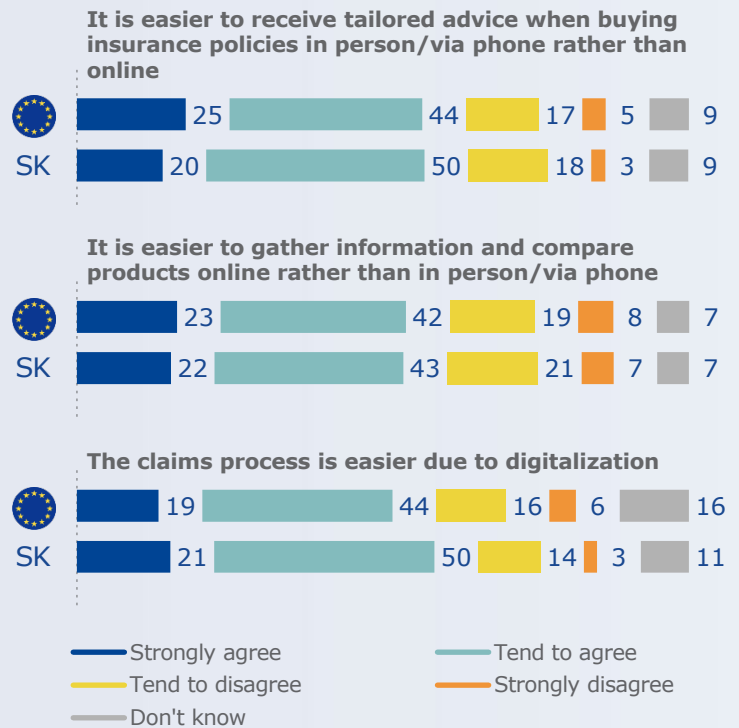 It is easier to receive tailored advice when buying
insurance policies in person/via phone rather than
online
25 44 17 5 9
SK 20 50 18 3 9
It is easier to gather information and compare
products online rather than in person/via phone
23 42 19 8 7
SK 22 43 21 7 7
The claims process is easier due to digitalization
19 44 16 6 16
SK 21 50 14 3 11
Strongly agree Tend to agree
Tend to disagree Strongly disagree
Don't know